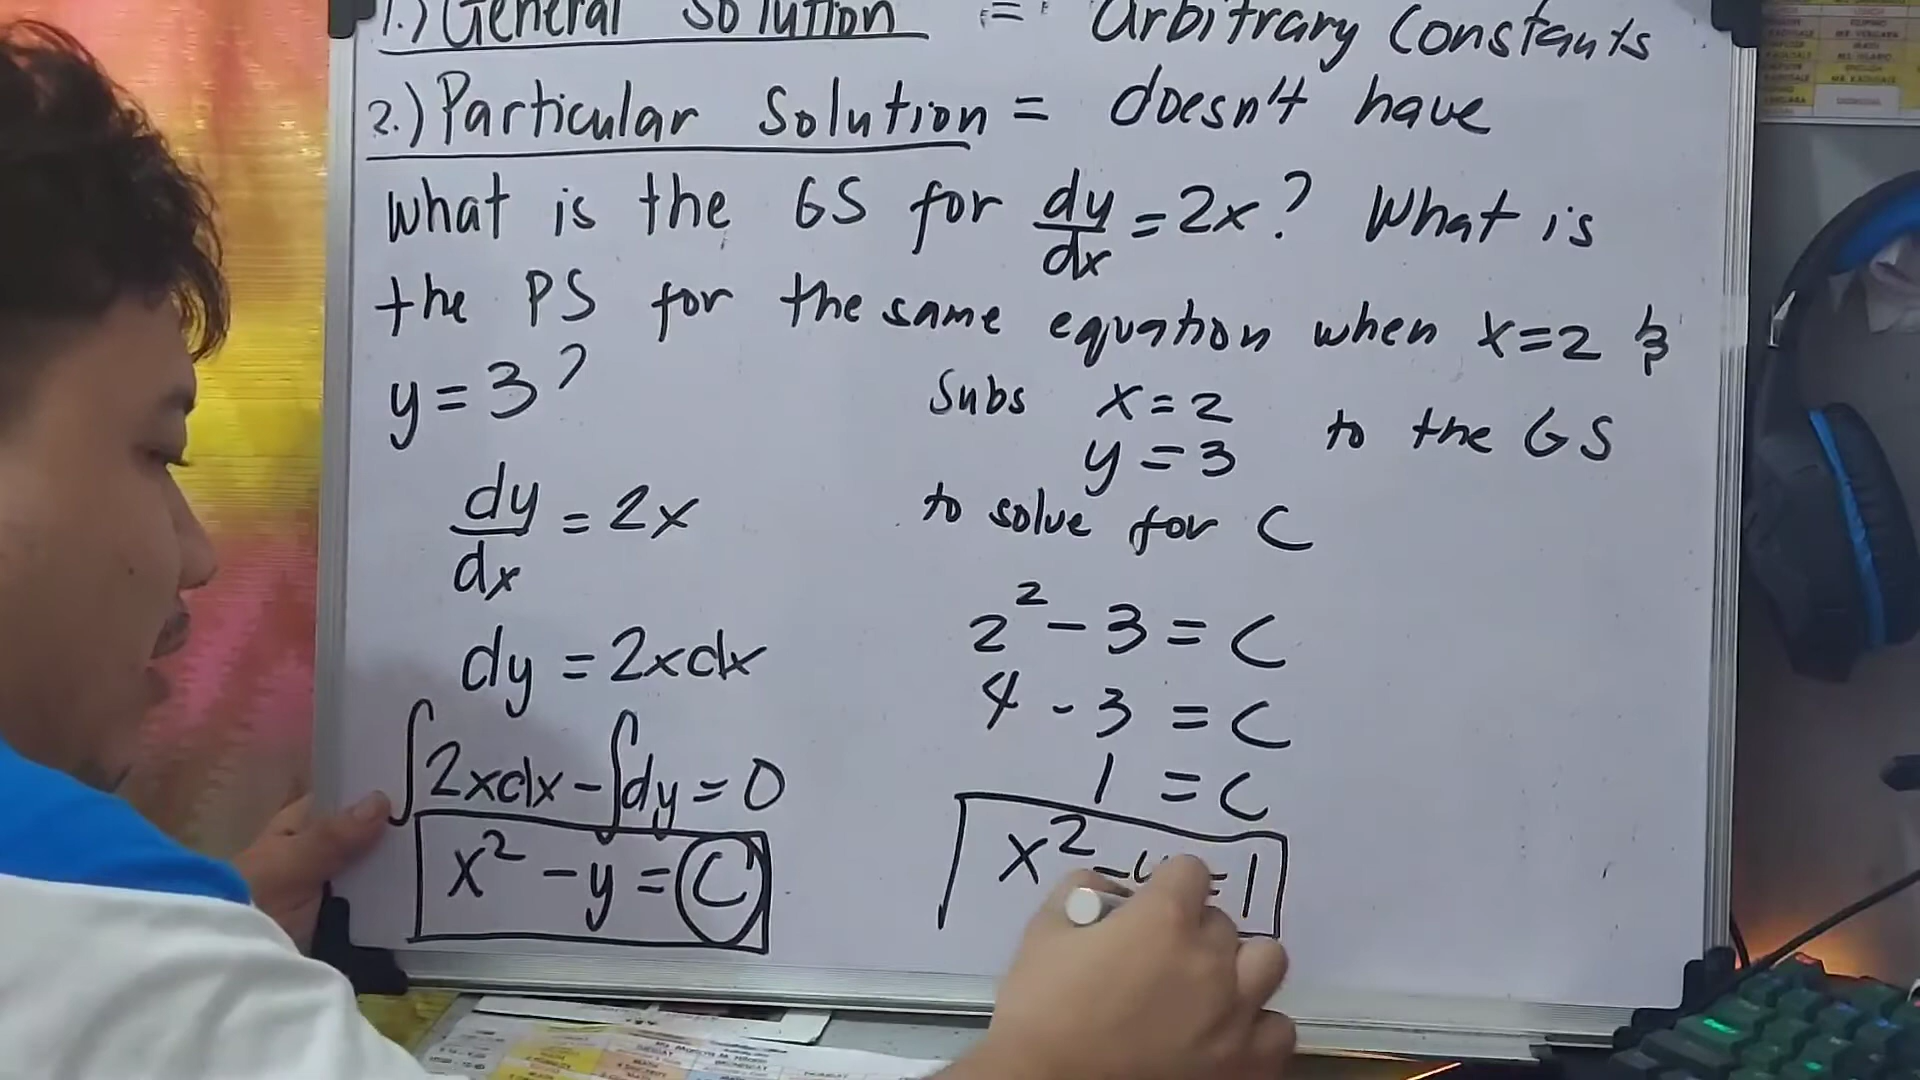 1.) General Solution = Arbitrary Constants
2.) Particular Solution = doesn't have
What is the GS for dy/dx = 2x? What is
the PS for the same equation when x=2 &
y=3?
dy/dx = 2x
dy = 2xdx
∫2xdx - ∫dy = 0
x² - y = C
Subs x=2
y=3 to the GS
to solve for C
2² - 3 = C
4 - 3 = C
1 = C
x² - y = 1